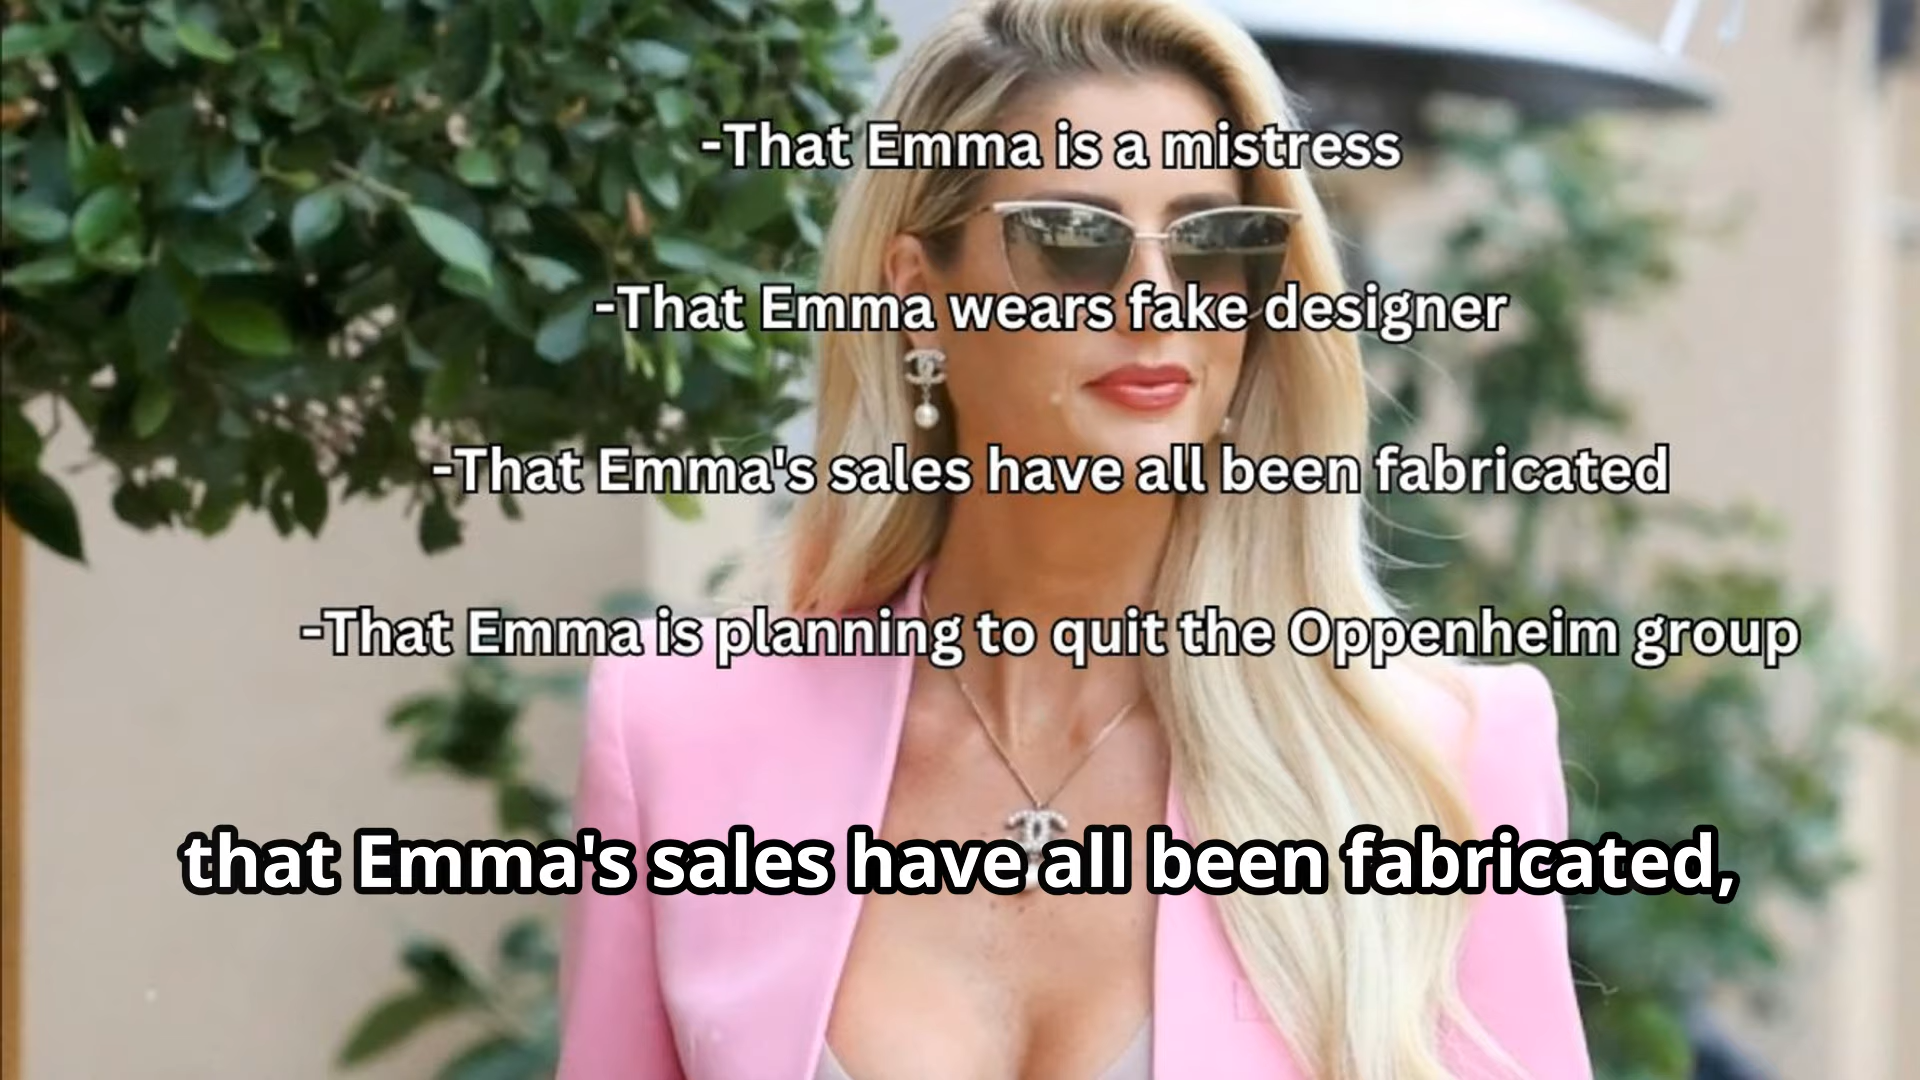 -That Emma is a mistress
-That Emma wears fake designer
-That Emma's sales have all been fabricated
-That Emma is planning to quit the Oppenheim group
that Emma's sales have all been fabricated,